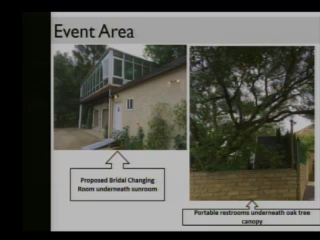 Event Area
Proposed Bridal Changing
Room underneath sunroom
Portable restrooms underneath oak tree
canopy